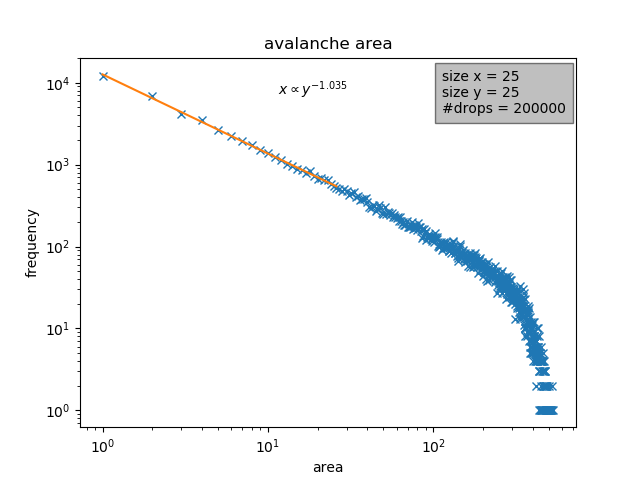 avalanche area
size x = 25
size y = 25
#drops = 200000
x ∝ y^{-1.035}
10^4
10^3
10^2
10^1
10^0
frequency
10^0 10^1 10^2
area